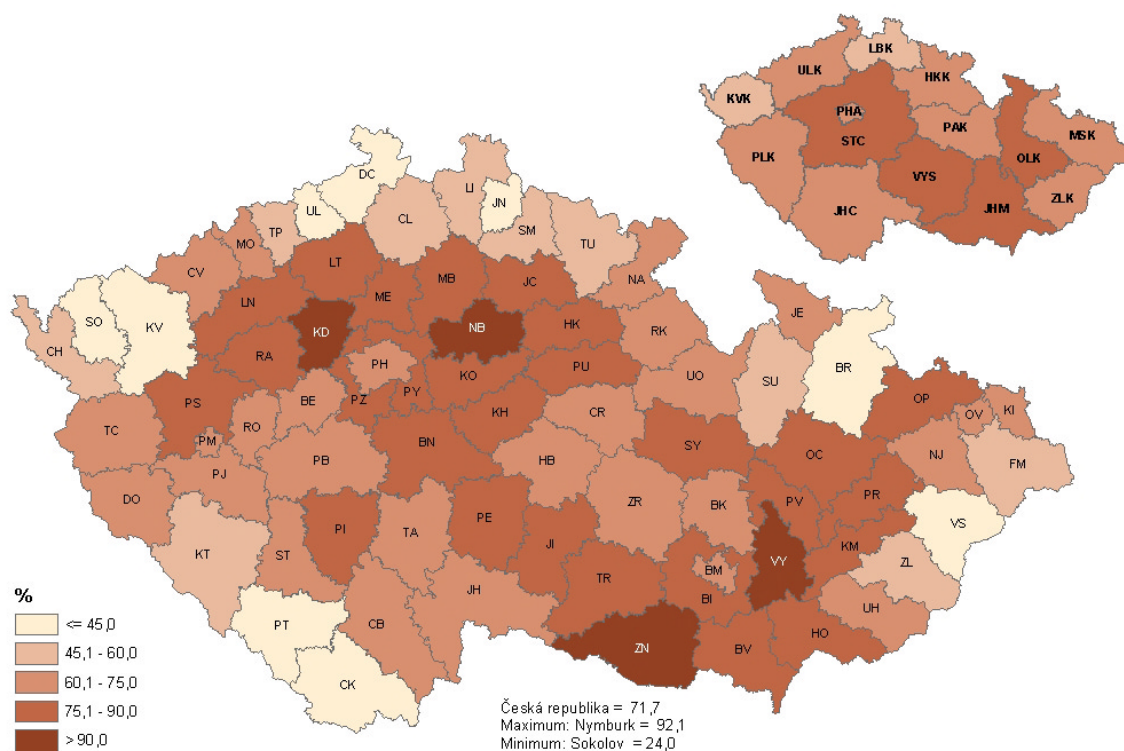 LBK
ULK
HKK
KVK
PHA
PAK
MSK
STC
PLK
OLK
VYS
ZLK
JHC
JHM
DC
LI
JN
UL
CL
TP
SM
MO
TU
CV
LT
MB
JC
NA
ME
LN
JE
SO
KV
KD
NB
HK
RK
CH
RA
PH
KO
PU
UO
SU
BR
PS
BE
PZ
PY
OP
KI
TC
RO
KH
CR
OV
PM
BN
SY
OC
NJ
FM
PB
HB
PJ
DO
ZR
BK
PV
PR
VS
PI
PE
KT
ST
TA
JI
KM
VY
ZL
BM
TR
JH
BI
UH
PT
CB
HO
ZN
BV
CK
%
<= 45,0
45,1 - 60,0
60,1 - 75,0
75,1 - 90,0
> 90,0
Česká republika = 71,7
Maximum: Nymburk = 92,1
Minimum: Sokolov = 24,0